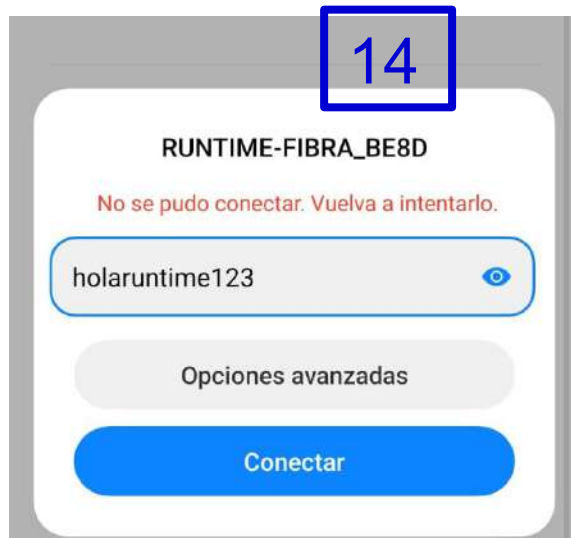 14
RUNTIME-FIBRA_BE8D
No se pudo conectar. Vuelva a intentarlo.
holaruntime123
Opciones avanzadas
Conectar